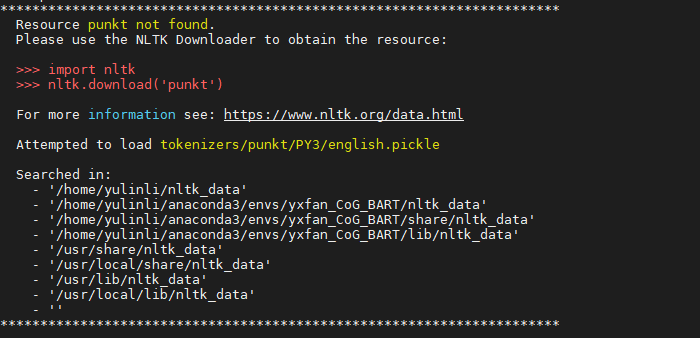 **********************************************************************
Resource punkt not found.
Please use the NLTK Downloader to obtain the resource:
>>> import nltk
>>> nltk.download('punkt')
For more information see: https://www.nltk.org/data.html
Attempted to load tokenizers/punkt/PY3/english.pickle
Searched in:
- '/home/yulinli/nltk_data'
- '/home/yulinli/anaconda3/envs/yxfan_CoG_BART/nltk_data'
- '/home/yulinli/anaconda3/envs/yxfan_CoG_BART/share/nltk_data'
- '/home/yulinli/anaconda3/envs/yxfan_CoG_BART/lib/nltk_data'
- '/usr/share/nltk_data'
- '/usr/local/share/nltk_data'
- '/usr/lib/nltk_data'
- '/usr/local/lib/nltk_data'
- ''
**********************************************************************